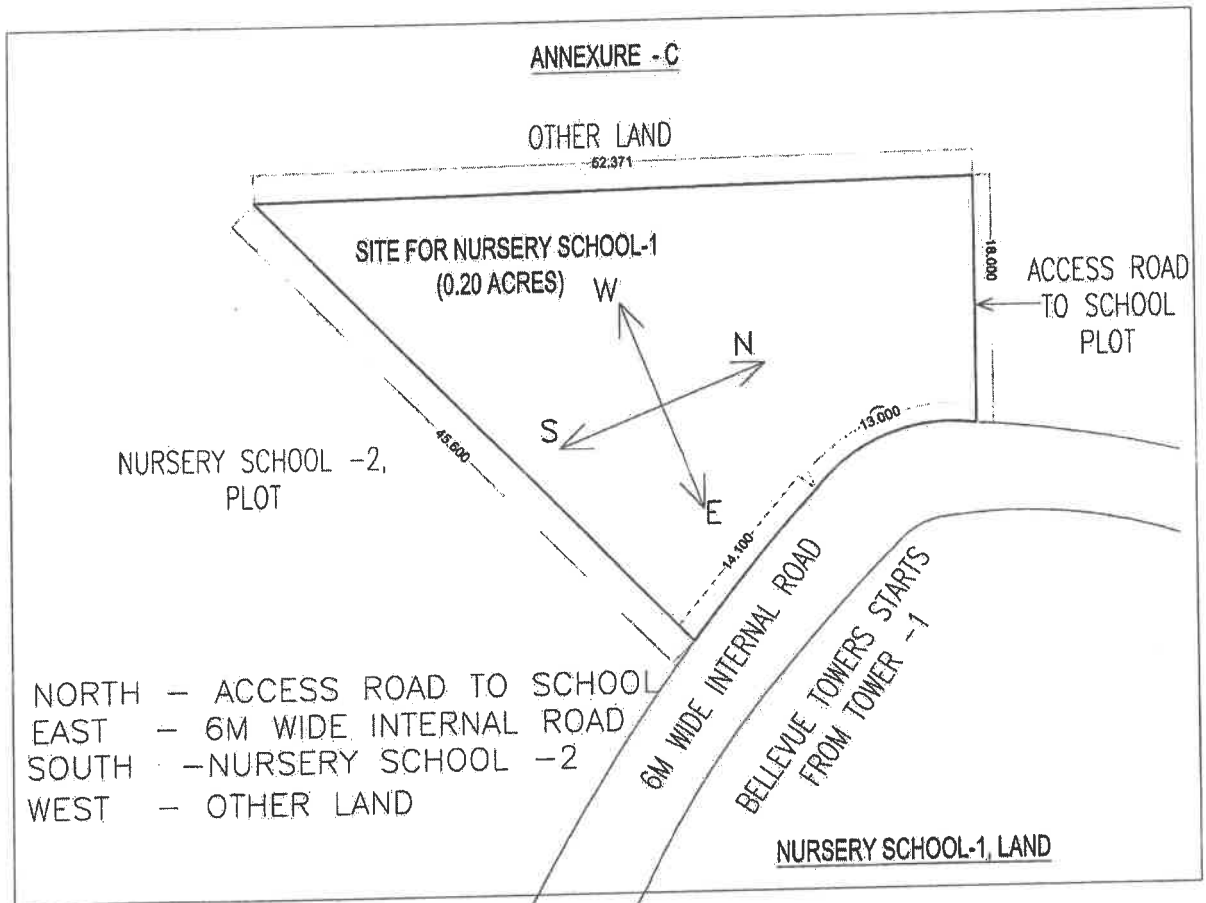 ANNEXURE - C
OTHER LAND
52.371
SITE FOR NURSERY SCHOOL-1
(0.20 ACRES)
W
N
S
E
18.000
ACCESS ROAD
TO SCHOOL
PLOT
13.000
45.600
NURSERY SCHOOL -2,
PLOT
14.100
6M WIDE INTERNAL ROAD
BELLEVUE TOWERS STARTS
FROM TOWER -1
NORTH - ACCESS ROAD TO SCHOOL
EAST - 6M WIDE INTERNAL ROAD
SOUTH -NURSERY SCHOOL -2
WEST - OTHER LAND
NURSERY SCHOOL-1, LAND